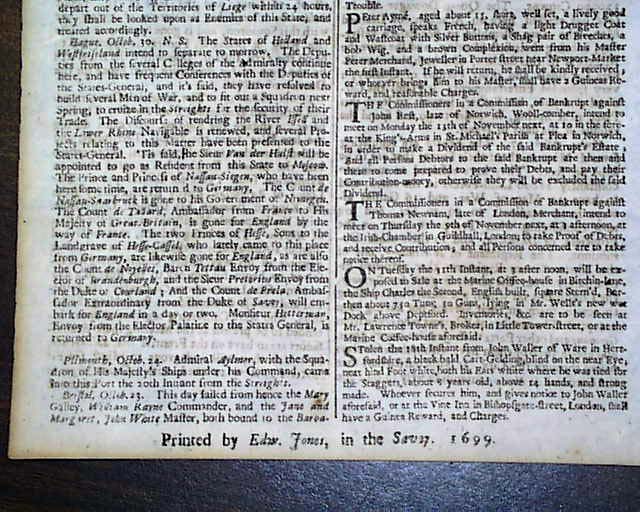 depart out of the Territories of Liege within 24 hours,
they shall be looked upon as Enemies of this State, and
treated accordingly.
Hague, Octob. 30. N. S. The States of Holland and
Westfriesland intend to separate to morrow. The Depu-
ties from the several Colleges of the Admiralty continue
here, and have frequent Conferences with the Deputies of
the States-General, and it's said, they have resolved to
build several Men of War, and to fit out a Squadron next
Spring, to cruise in the Streights for the security of their
Trade. The Discourse of rendring the River Issel and
the Lower Rhine Navigable is renewed, and several Pro-
jects relating to this Matter have been presented to the
States-General. 'Tis said, the Sieur Van der Hulst will be
appointed to go as Resident from this State to Moscow.
The Prince and Princess of Nassau-Siegen, who have been
here some time, are return'd to Germany. The Count de
Nassau-Saarbruck is gone to his Government of Nimegen.
The Count de Tallard, Ambassador from France to His
Majesty of Great-Britain, is gone for England by the
way of France. The two Princes of Hesse, Sons to the
Landgrave of Hesse-Cassel, who lately came to this place
from Germany, are likewise gone for England, as are also
the Count de Noyelles, Baron Tettau Envoy from the Ele-
ctor of Brandenburgh, and the Sieur Pretorius Envoy from
the Duke of Courland; And the Count de Frela, Ambas-
sador Extraordinary from the Duke of Savoy, will em-
bark for England in a day or two. Monsieur Hetterman,
Envoy from the Elector Palatine to the States General, is
returned to Germany.
Plimouth, Octob. 22. Admiral Aylmer, with the Squa-
dron of His Majesty's Ships under his Command, came
into this Port the 20th Instant from the Streights.
Bristol, Octob. 23. This day sailed from hence the Mary
Galley, William Rayne Commander, and the Jane and
Margaret, John White Master, both bound to the Barba-
Trouble.
PEter Ayme, aged about 15 years, well set, a lively good
carriage, speaks French, having a light Drugget Coat
and Wastcoat with Silver Buttons, a Shag pair of Breeches, a
bob Wig, and a brown Complexion, went from his Master
Peter Merchand, Jeweller in Porter street near Newport-Market
the first Instant. If he will return, he shall be kindly received;
or whoever brings him to his Master, shall have a Guinea Re-
ward, and reasonable Charges.
THE Commissioners in a Commission of Bankrupt against
John Best, late of Norwich, Wooll-comber, intend to
meet on Monday the 13th of November next, at 10 in the fore-
at the King's Arms in St. Michael's Parish at Plea in Norwich,
in order to make a Dividend of the said Bankrupt's Estate;
and all Persons Debtors to the said Bankrupt are then and
there to come prepared to prove their Debts, and pay their
Contribution-money, otherwise they will be excluded the said
Dividend.
THE Commissioners in a Commission of Bankrupt against
Thomas Newnam, late of London, Merchant, intend to
meet on Thursday the 9th of November next, at 3 afternoon, at
the Irish-Chamber in Guildhall, London, to take Proof of Debts,
and receive Contribution; and all Persons concerned are to take
notice thereof.
ON Tuesday the 31th Instant, at 3 after noon, will be ex-
posed to Sale at the Marine Coffee-house in Birchin-lane,
the Ship Charles the Second, English built, square Stern'd, Bur-
then about 750 Tuns, 30 Guns, lying in Mr. Wells's new wet
Dock above Deptford. Inventories, &c. are to be seen at
Mr. Lawrence Towne's, Broker, in Little Tower-street, or at the
Marine Coffee-house aforesaid.
STolen the 18th Instant from John Waller of Ware in Hert-
fordshire, a black bald Cart Gelding, blind on the near Eye,
near hind Foot white, both his Ears white where he was tied for
the Staggers, about 8 years old, above 14 hands, and strong
made. Whoever secures him, and gives notice to John Waller
aforesaid, or at the Vine Inn in Bishopsgate-street, London, shall
have a Guinea Reward, and Charges.
Printed by Edw. Jones, in the Savoy. 1699.